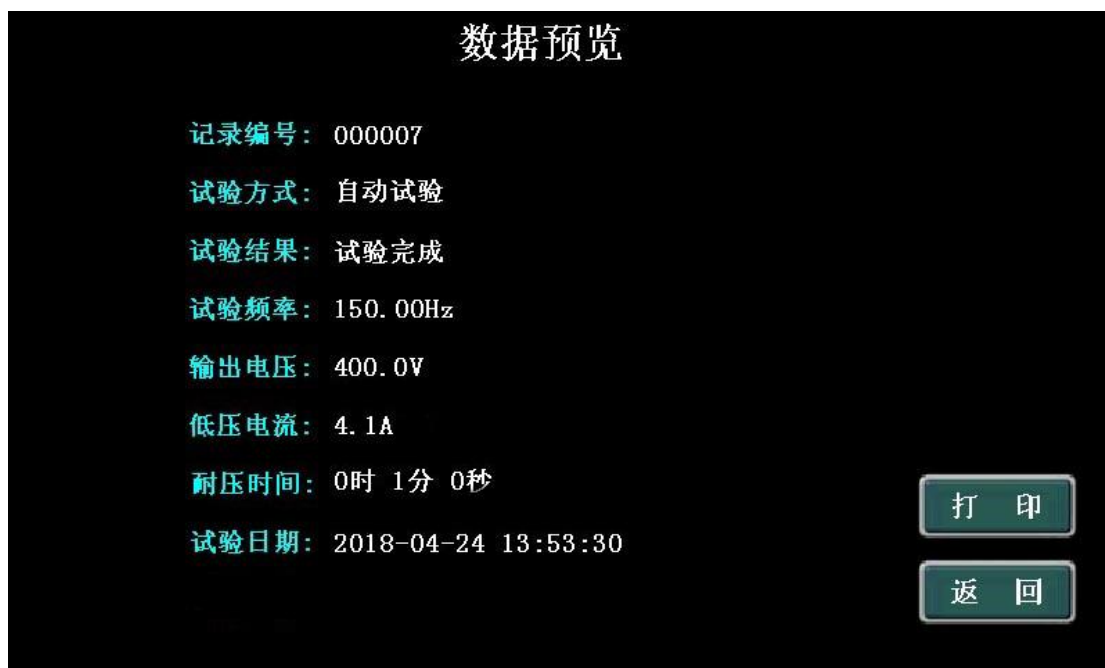 数据预览
记录编号: 000007
试验方式: 自动试验
试验结果: 试验完成
试验频率: 150.00Hz
输出电压: 400.0V
低压电流: 4.1A
耐压时间: 0时 1分 0秒
试验日期: 2018-04-24 13:53:30
打 印
返 回